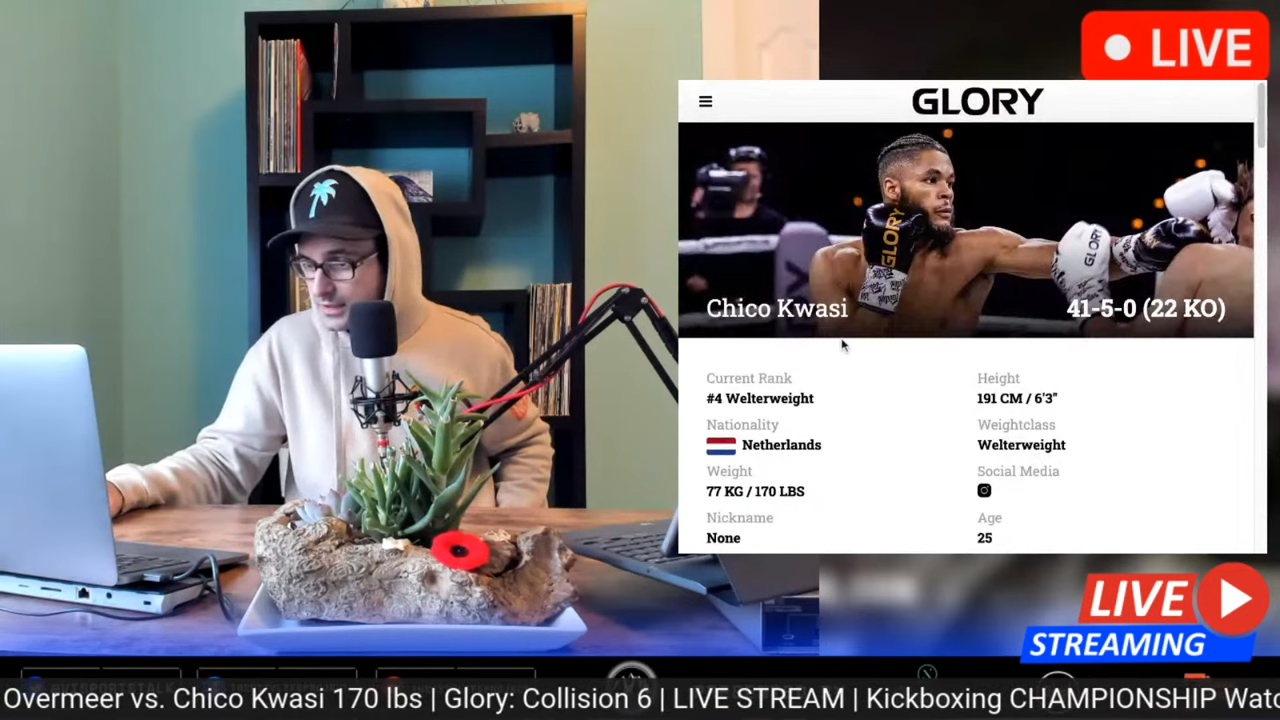 LIVE
GLORY
GLORY
GLORY
Chico Kwasi
41-5-0 (22 KO)
Current Rank
#4 Welterweight
Height
191 CM / 6'3"
Nationality
Netherlands
Weightclass
Welterweight
Weight
77 KG / 170 LBS
Social Media
Nickname
None
Age
25
LIVE
STREAMING
Overmeer vs. Chico Kwasi 170 lbs | Glory: Collision 6 | LIVE STREAM | Kickboxing CHAMPIONSHIP Watc